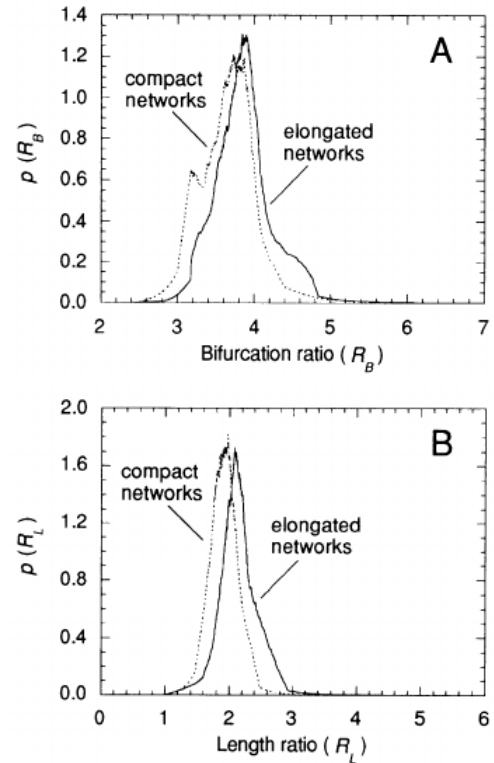 A
1.4
1.2
1.0
0.8
0.6
0.4
0.2
0.0
p (R_B)
compact
networks
elongated
networks
2 3 4 5 6 7
Bifurcation ratio (R_B)
B
2.0
1.6
1.2
0.8
0.4
0.0
p (R_L)
compact
networks
elongated
networks
0 1 2 3 4 5 6
Length ratio (R_L)